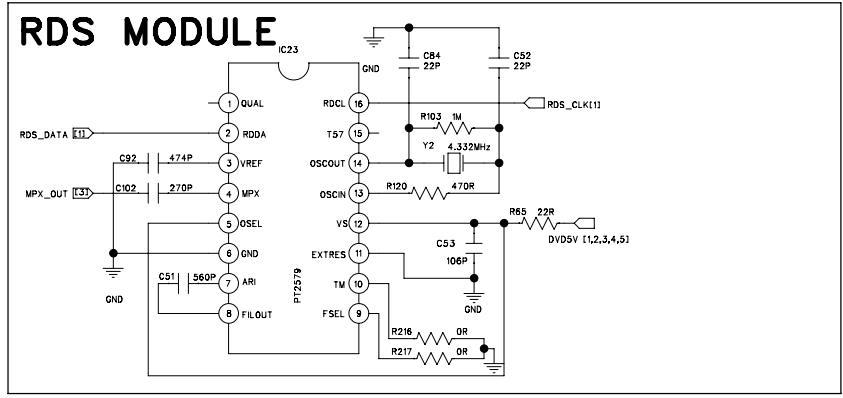 RDS MODULE
IC23
GND
C84
22P
C52
22P
1 QUAL RDCL 16 RDS_CLK[1]
R103 1M
RDS_DATA [1] 2 RDDA T57 15
Y2 4.332MHz
C92 474P 3 VREF OSCOUT 14
MPX_OUT [3] C102 270P 4 MPX OSCIN 13 R120 470R
5 OSEL VS 12 R65 22R
DVD5V [1,2,3,4,5]
C53
106P
6 GND EXTRES 11
GND
C51 560P 7 ARI TM 10
PT2579
GND
8 FILOUT FSEL 9
R216 0R
R217 0R